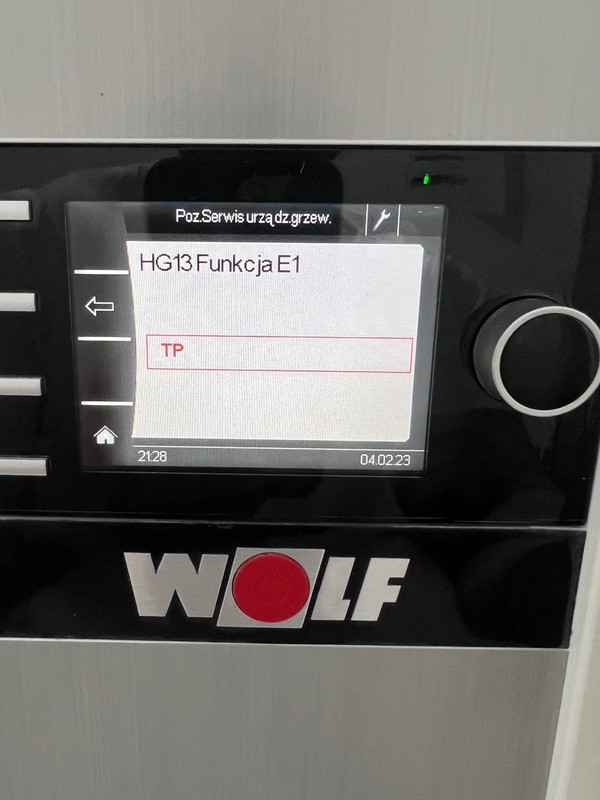 Poz.Serwis urządz.grzew.
HG13 Funkcja E1
TP
21:28 04.02.23
WOLF